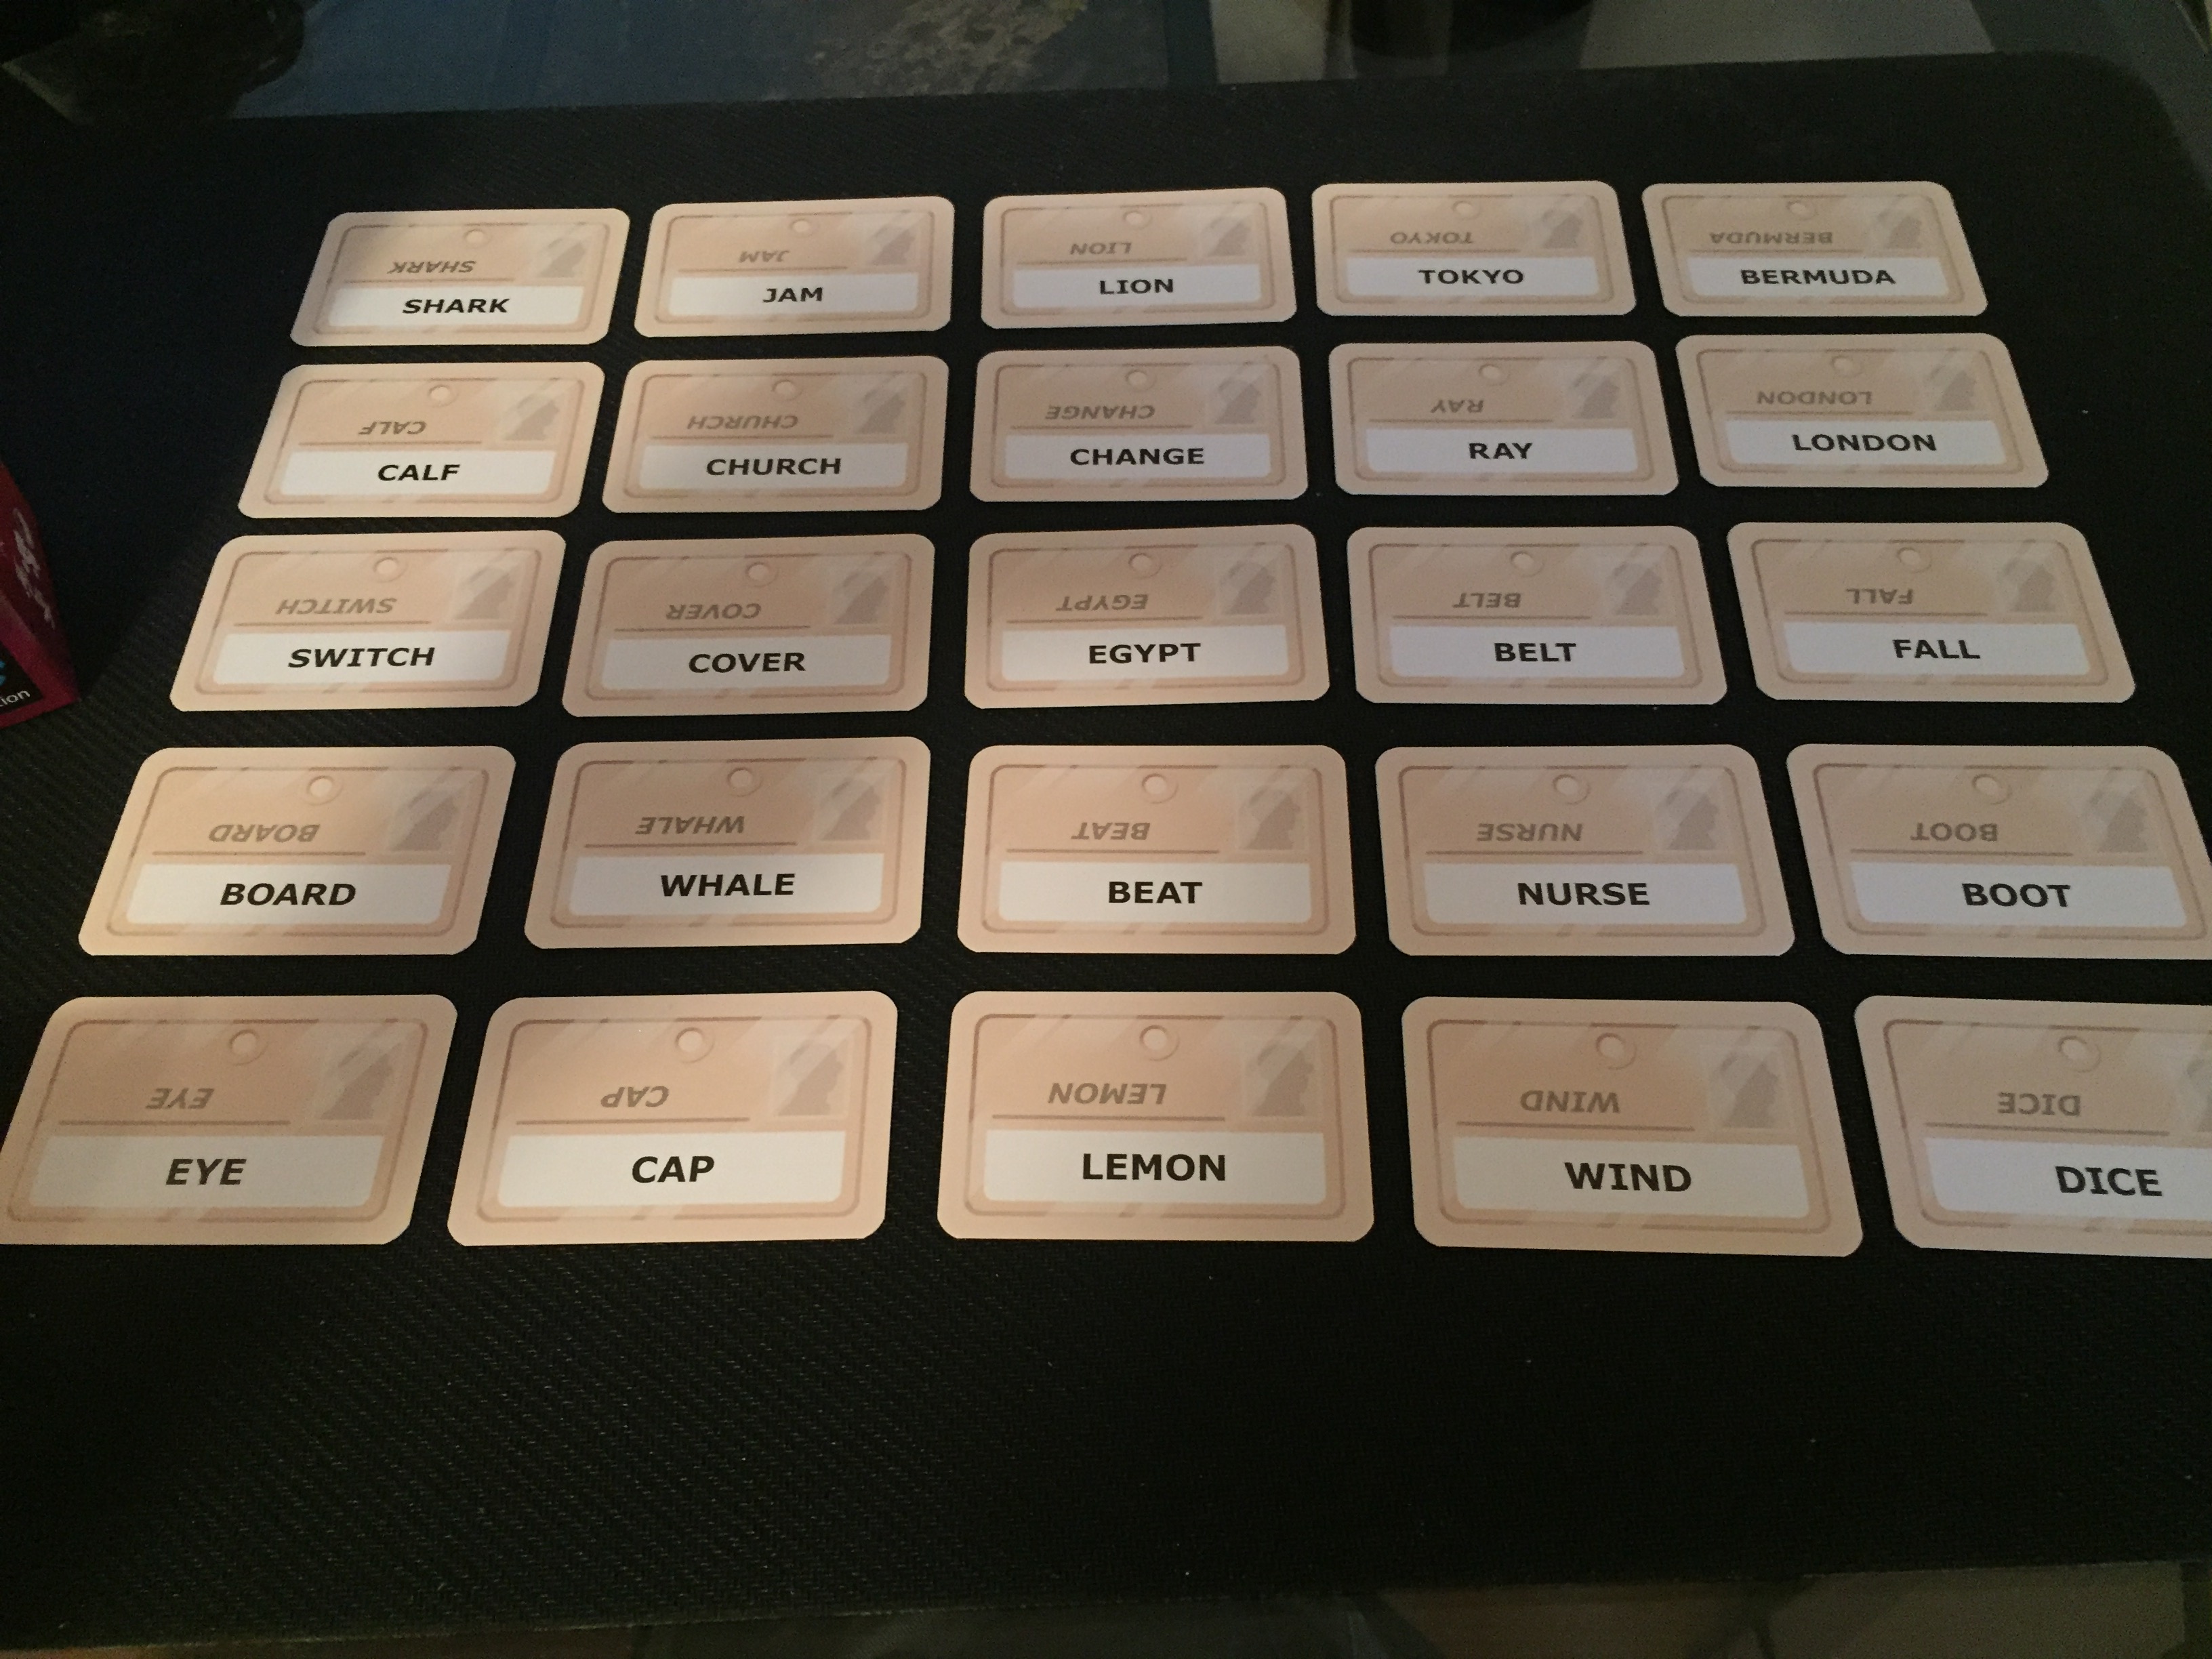 SHARK JAM LION TOKYO BERMUDA
SHARK JAM LION TOKYO BERMUDA
CALF CHURCH CHANGE RAY LONDON
CALF CHURCH CHANGE RAY LONDON
SWITCH COVER EGYPT BELT FALL
SWITCH COVER EGYPT BELT FALL
BOARD WHALE BEAT NURSE BOOT
BOARD WHALE BEAT NURSE BOOT
EYE CAP LEMON WIND DICE
EYE CAP LEMON WIND DICE